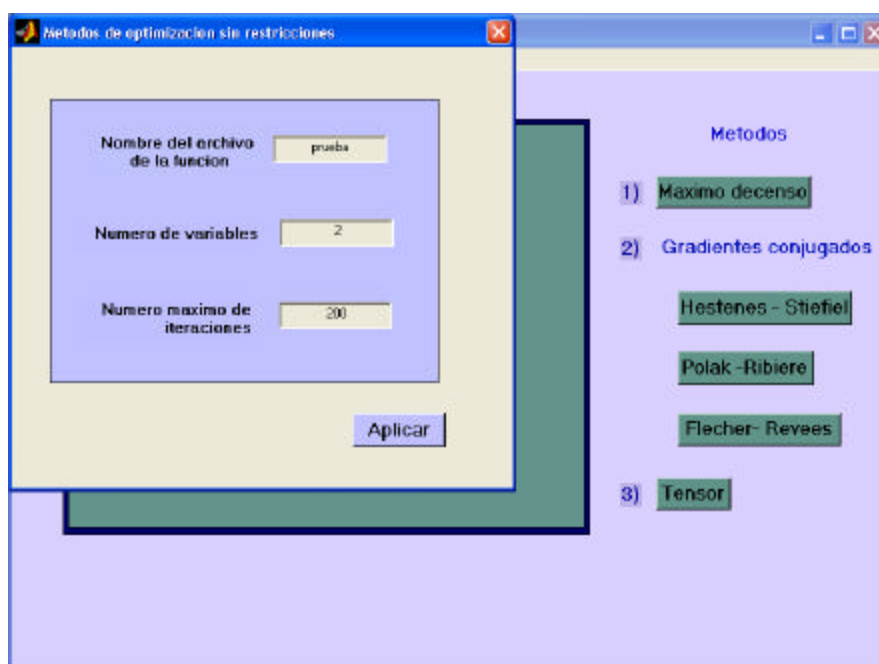 Metodos de optimizacion sin restricciones
Nombre del archivo
de la funcion
prueba
Numero de variables
2
Numero maximo de
iteraciones
200
Aplicar
Metodos
1) Maximo decenso
2) Gradientes conjugados
Hestenes - Stiefiel
Polak -Ribiere
Flecher- Revees
3) Tensor